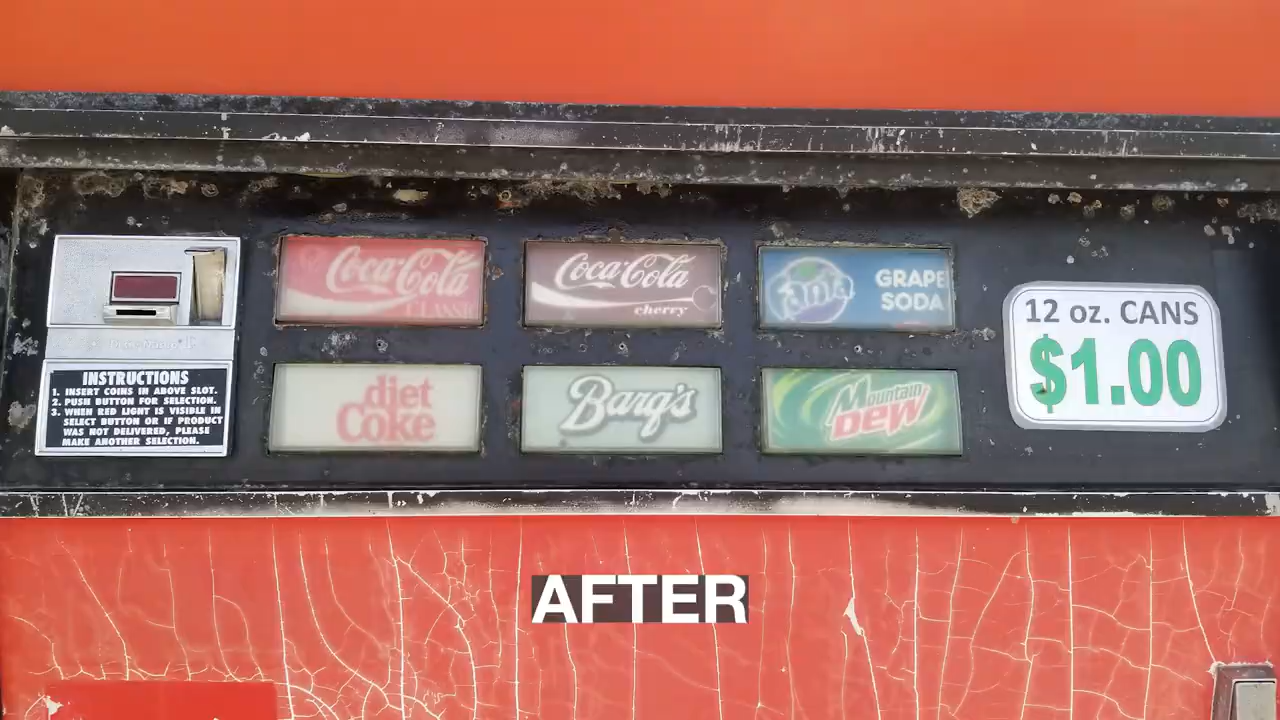 INSTRUCTIONS
1. INSERT COINS IN ABOVE SLOT.
2. PUSH BUTTON FOR SELECTION.
3. WHEN RED LIGHT IS VISIBLE IN
SELECT BUTTON OR IF PRODUCT
WAS NOT DELIVERED, PLEASE
MAKE ANOTHER SELECTION.
Coca-Cola
CLASSIC
Coca-Cola
cherry
Fanta
GRAPE
SODA
diet
Coke
Barq's
Mountain
DEW
12 oz. CANS
$1.00
AFTER